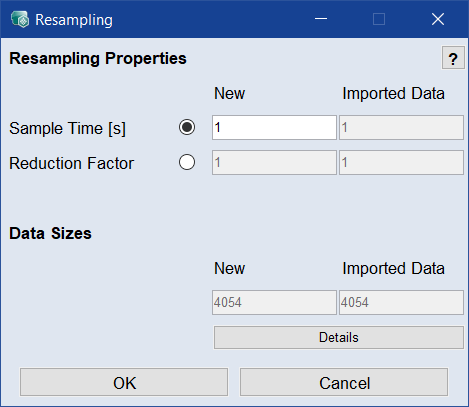 Resampling
Resampling Properties
?
New Imported Data
Sample Time [s] 1 1
Reduction Factor 1 1
Data Sizes
New Imported Data
4054 4054
Details
OK Cancel